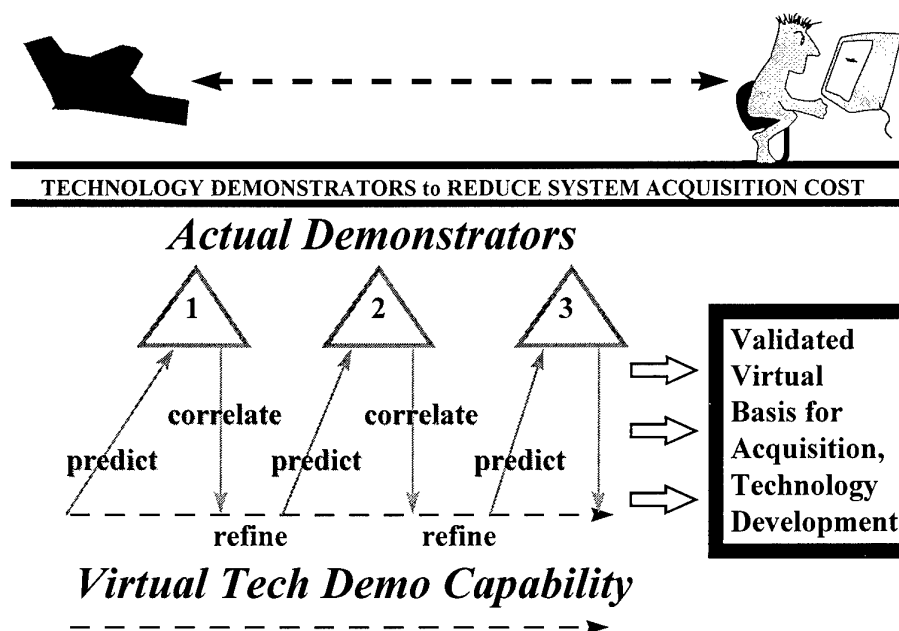 TECHNOLOGY DEMONSTRATORS to REDUCE SYSTEM ACQUISITION COST
Actual Demonstrators
1 2 3
correlate correlate
predict predict predict
refine refine
Validated
Virtual
Basis for
Acquisition,
Technology
Development
Virtual Tech Demo Capability